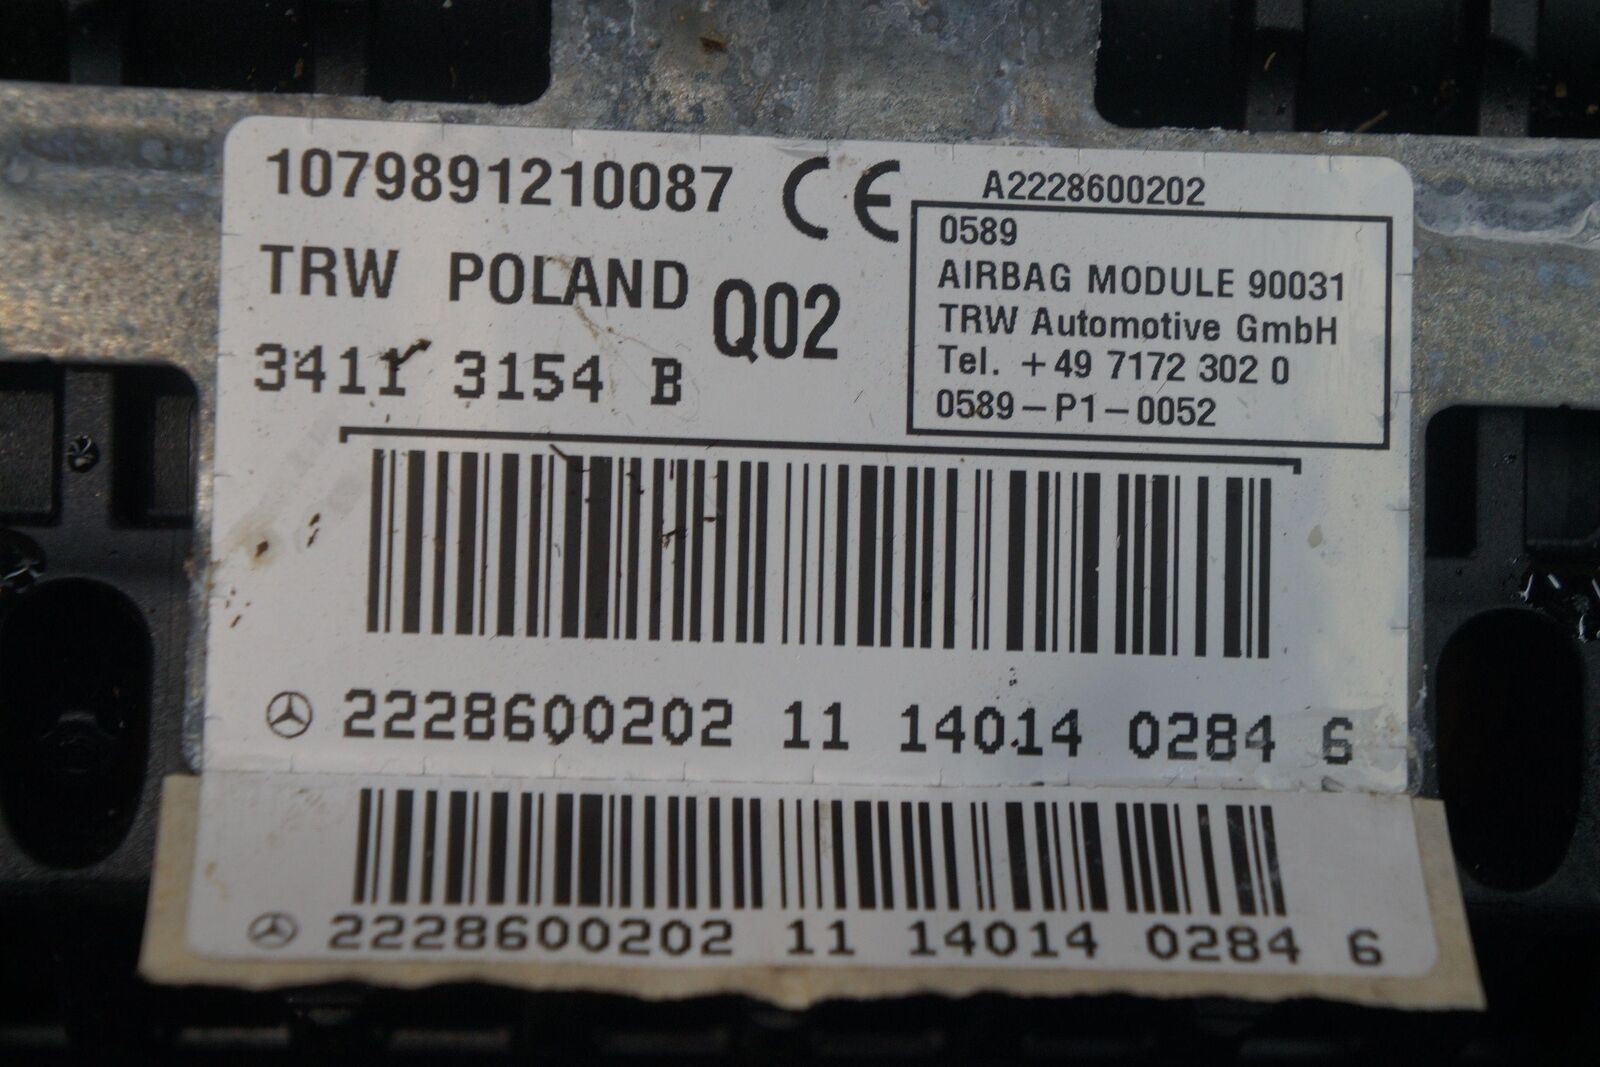 1079891210087 CE A2228600202
TRW POLAND Q02
3411 3154 B
0589
AIRBAG MODULE 90031
TRW Automotive GmbH
Tel. +49 7172 302 0
0589-P1-0052
2228600202 11 14014 0284 6
2228600202 11 14014 0284 6